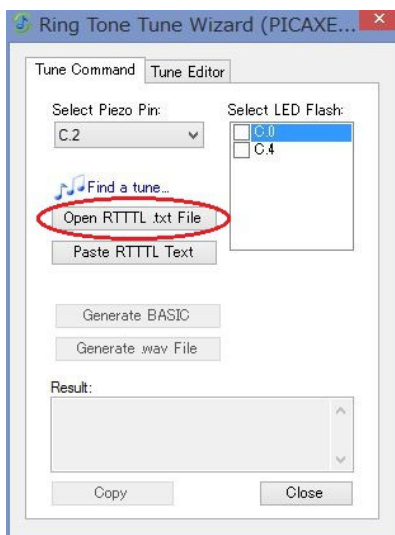 Ring Tone Tune Wizard (PICAXE...
Tune Command Tune Editor
Select Piezo Pin: Select LED Flash:
C.2 C.0
C.4
Find a tune...
Open RTTTL .txt File
Paste RTTTL Text
Generate BASIC
Generate .wav File
Result:
Copy Close